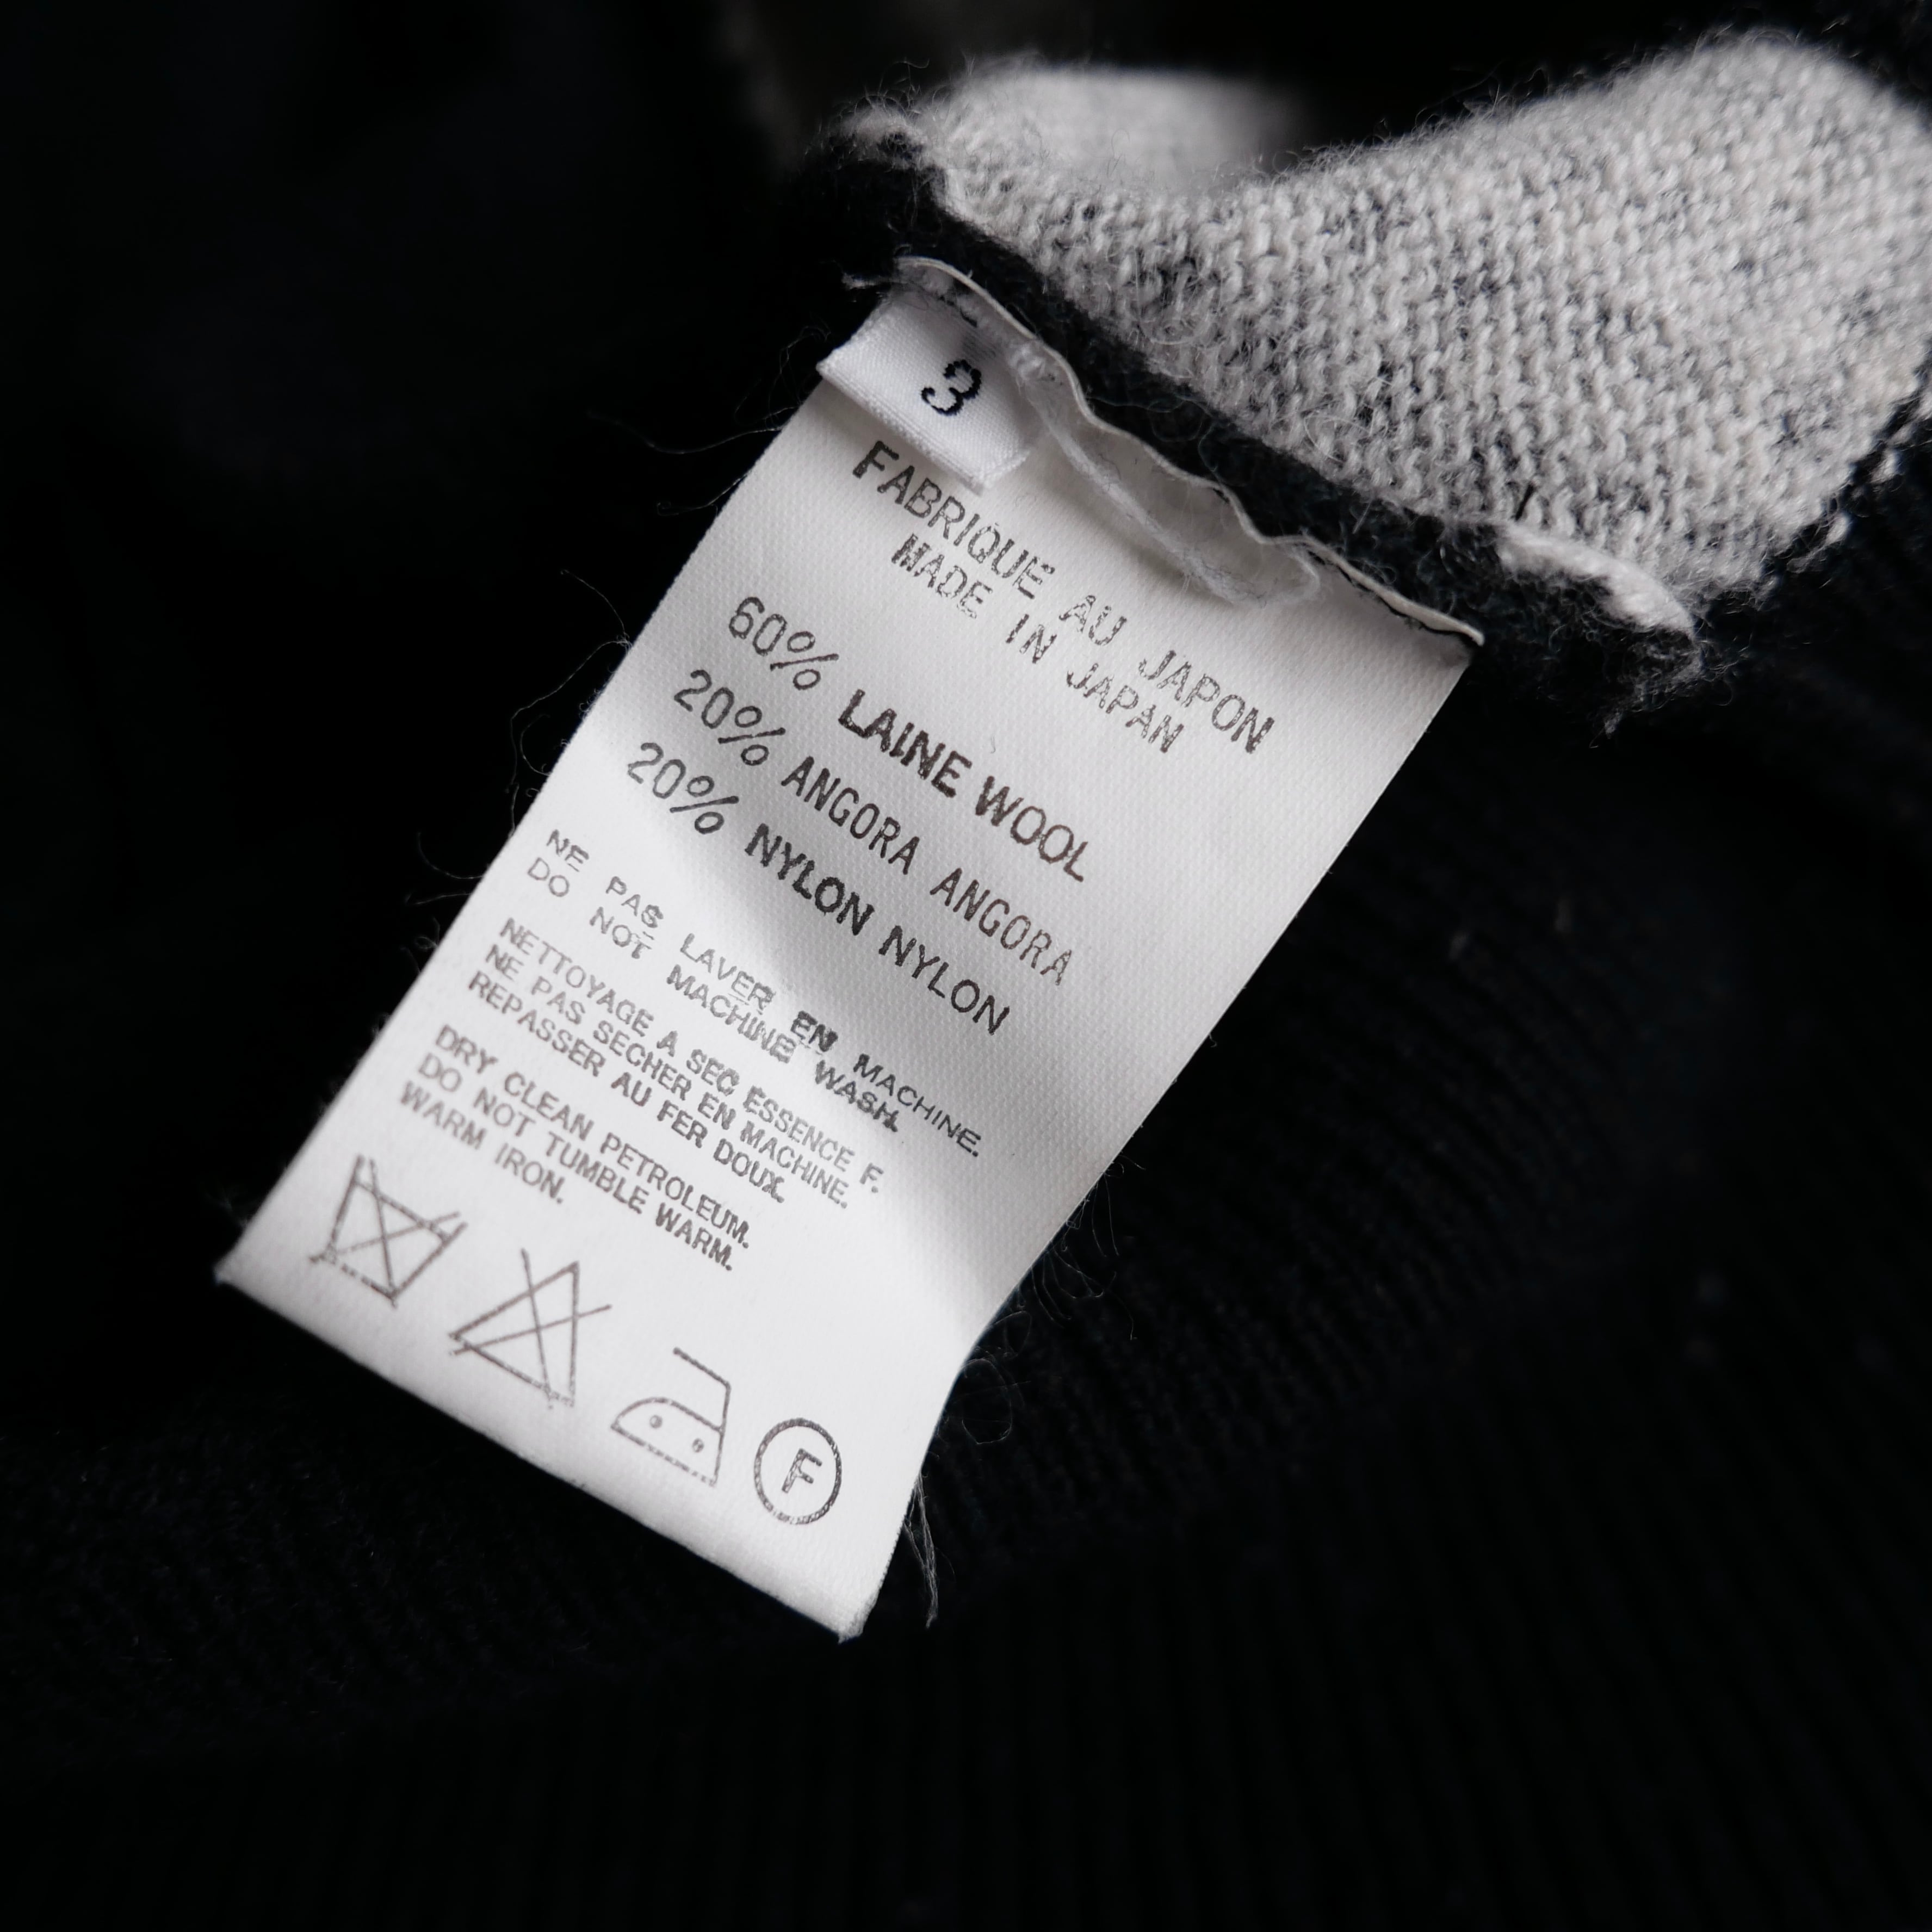 3
FABRIQUE AU JAPON
MADE IN JAPAN
60% LAINE WOOL
20% ANGORA ANGORA
20% NYLON NYLON
NE PAS LAVER EN MACHINE.
DO NOT MACHINE WASH.
NETTOYAGE A SEC ESSENCE F.
NE PAS SECHER EN MACHINE.
REPASSER AU FER DOUX.
DRY CLEAN PETROLEUM.
DO NOT TUMBLE WARM.
WARM IRON.
F